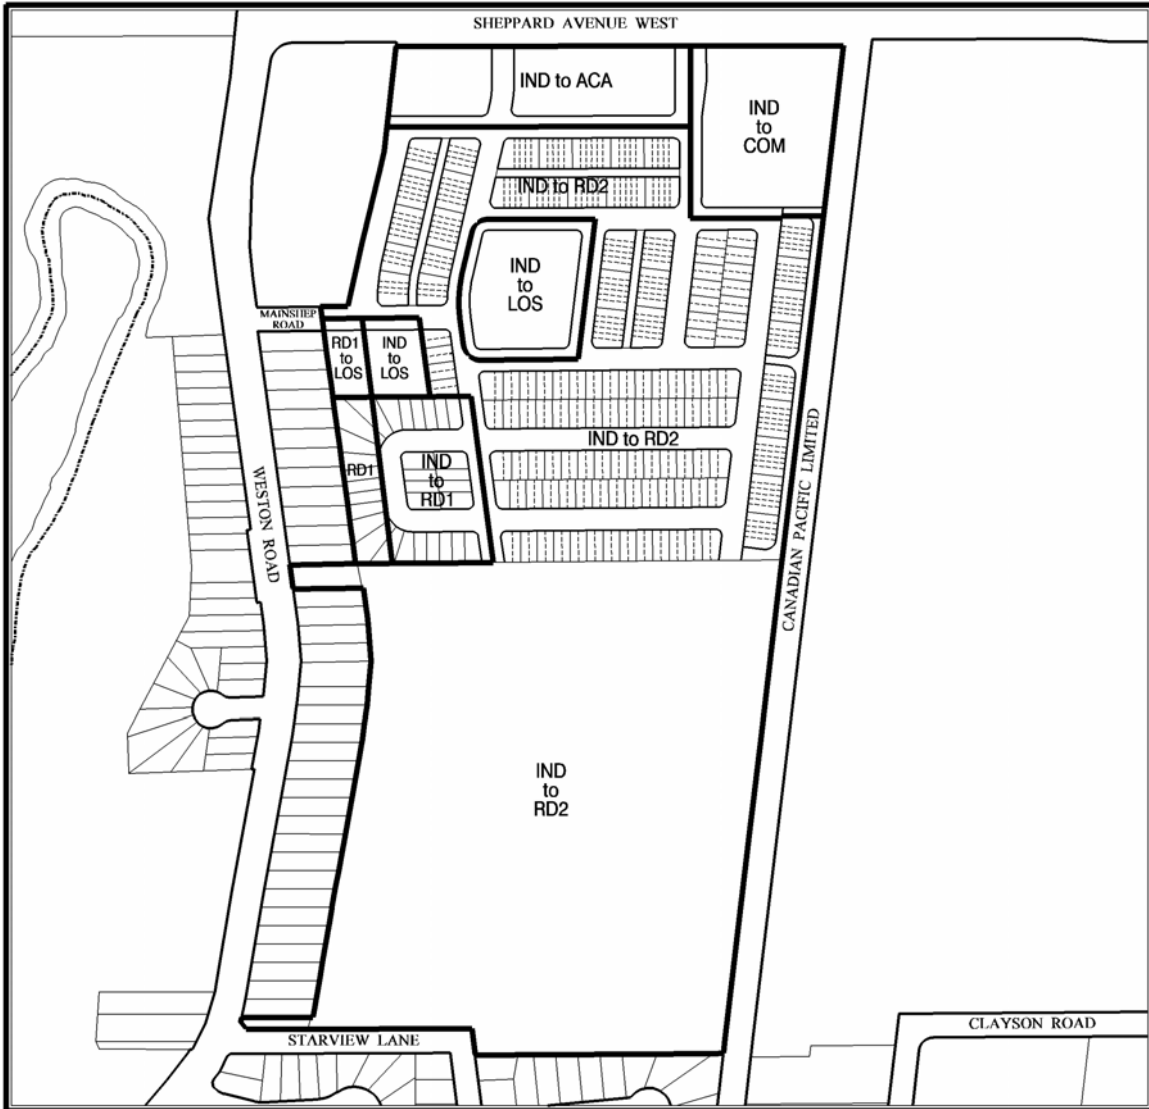 SHEPPARD AVENUE WEST
IND to ACA
IND
to
COM
IND to RD2
IND
to
LOS
MAINSHEP
ROAD
RD1
to
LOS
IND
to
LOS
IND to RD2
RD1
IND
to
RD1
WESTON ROAD
CANADIAN PACIFIC LIMITED
IND
to
RD2
STARVIEW LANE
CLAYSON ROAD